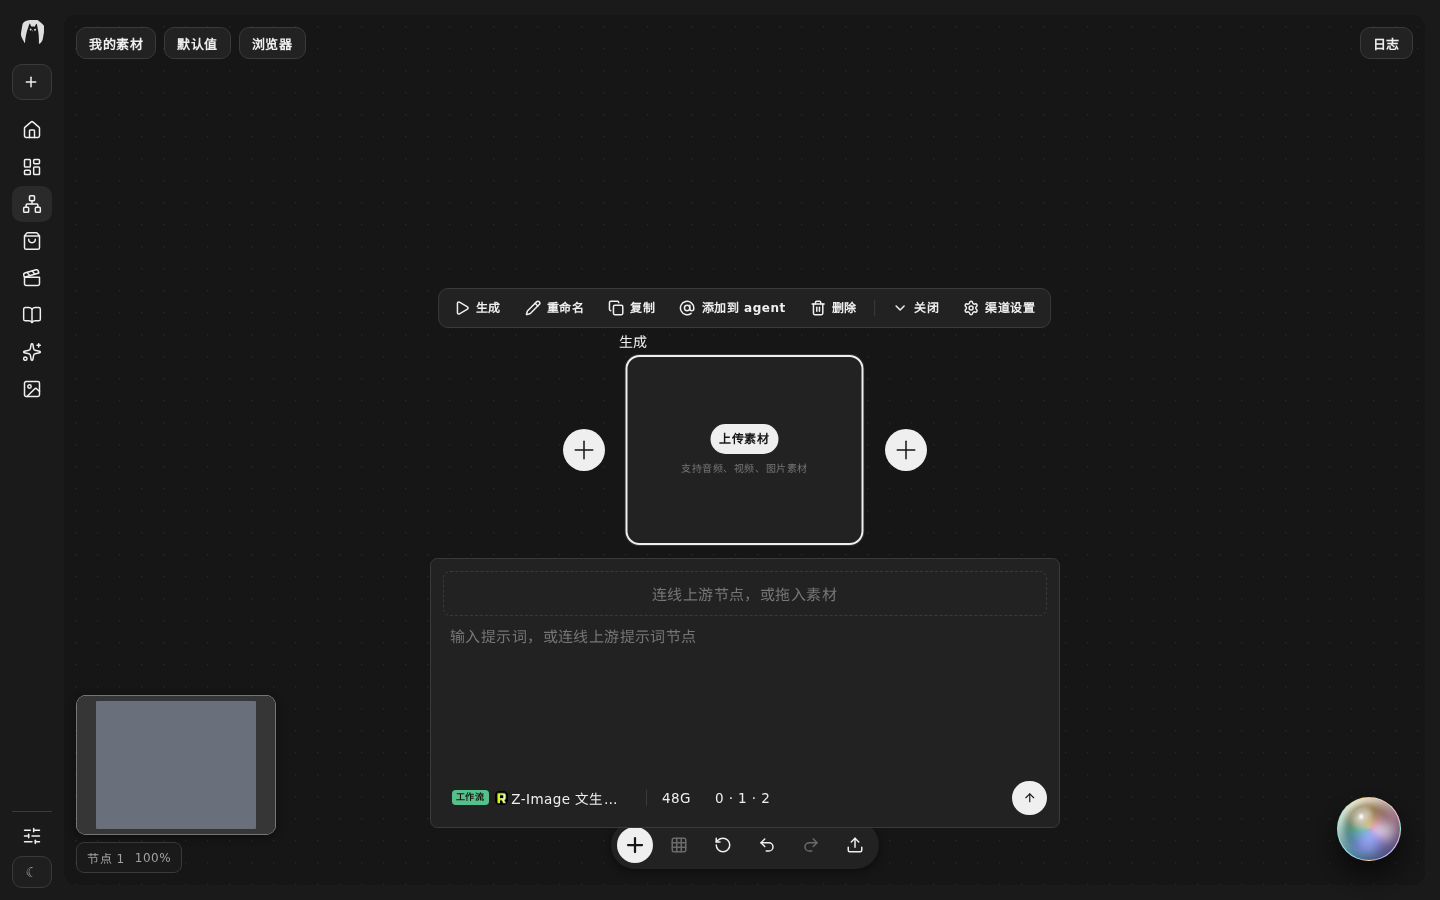 我的素材
默认值
浏览器
日志
生成
重命名
复制
添加到 agent
删除
关闭
渠道设置
生成
上传素材
支持音频、视频、图片素材
连线上游节点，或拖入素材
输入提示词，或连线上游提示词节点
工作流
Z-Image 文生...
48G
0 · 1 · 2
节点 1
100%